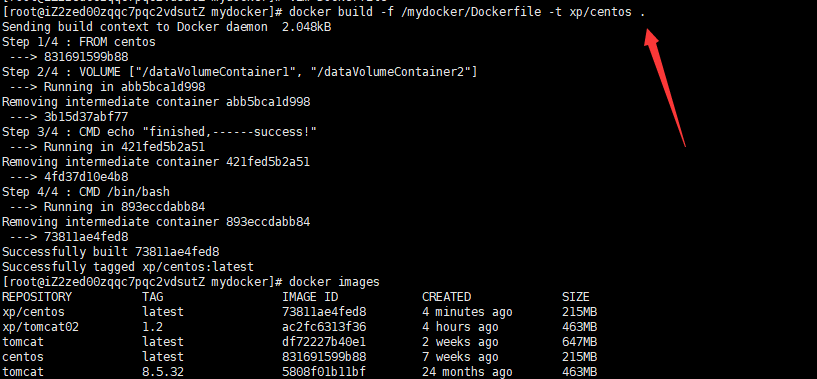 [root@iZ2zed00zqqc7pqc2vdsutZ mydocker]# docker build -f /mydocker/Dockerfile -t xp/centos .
Sending build context to Docker daemon  2.048kB
Step 1/4 : FROM centos
 ---> 831691599b88
Step 2/4 : VOLUME ["/dataVolumeContainer1", "/dataVolumeContainer2"]
 ---> Running in abb5bca1d998
Removing intermediate container abb5bca1d998
 ---> 3b15d37abf77
Step 3/4 : CMD echo "finished,------success!"
 ---> Running in 421fed5b2a51
Removing intermediate container 421fed5b2a51
 ---> 4fd37d10e4b8
Step 4/4 : CMD /bin/bash
 ---> Running in 893eccdabb84
Removing intermediate container 893eccdabb84
 ---> 73811ae4fed8
Successfully built 73811ae4fed8
Successfully tagged xp/centos:latest
[root@iZ2zed00zqqc7pqc2vdsutZ mydocker]# docker images
REPOSITORY          TAG                 IMAGE ID            CREATED             SIZE
xp/centos           latest              73811ae4fed8        4 minutes ago       215MB
xp/tomcat02         1.2                 ac2fc6313f36        4 hours ago         463MB
tomcat              latest              df72227b40e1        2 weeks ago         647MB
centos              latest              831691599b88        7 weeks ago         215MB
tomcat              8.5.32              5808f01b11bf        24 months ago       463MB